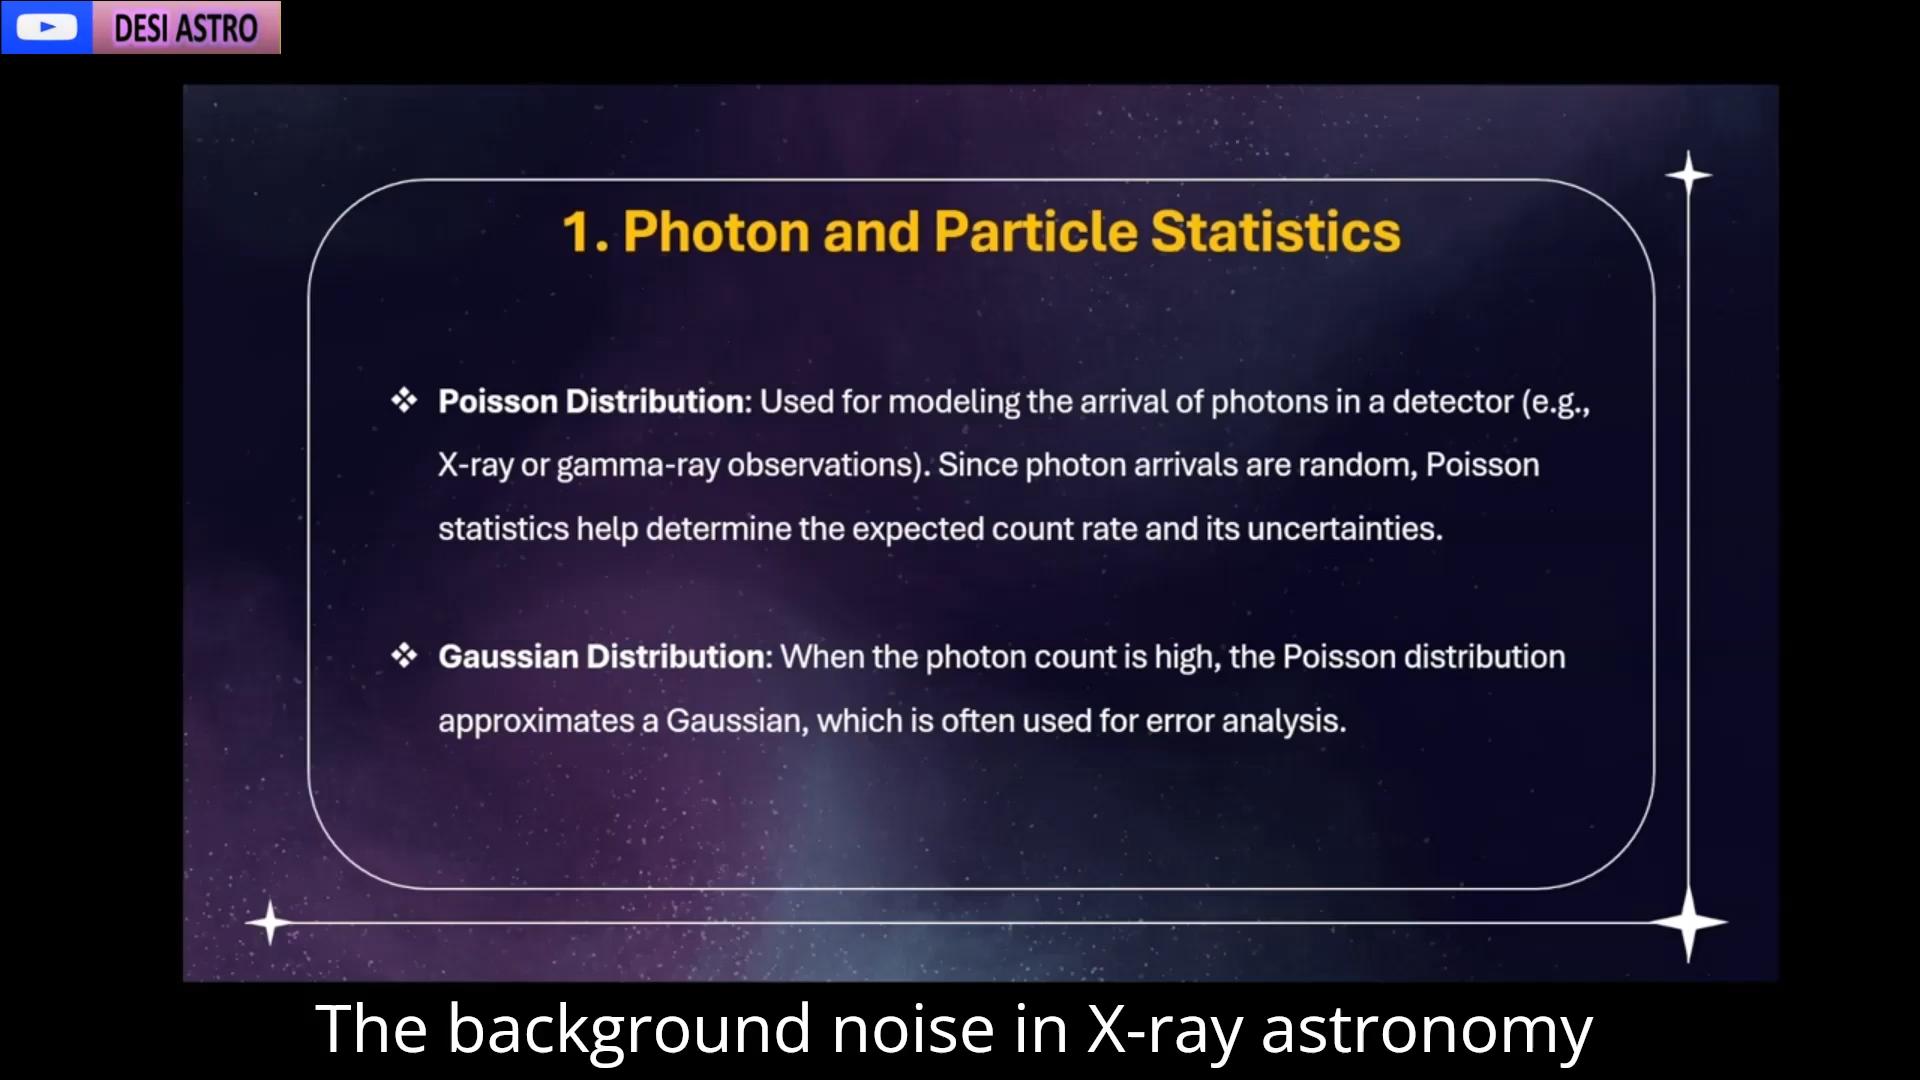 DESI ASTRO
1. Photon and Particle Statistics
❖ Poisson Distribution: Used for modeling the arrival of photons in a detector (e.g.,
X-ray or gamma-ray observations). Since photon arrivals are random, Poisson
statistics help determine the expected count rate and its uncertainties.
❖ Gaussian Distribution: When the photon count is high, the Poisson distribution
approximates a Gaussian, which is often used for error analysis.
The background noise in X-ray astronomy